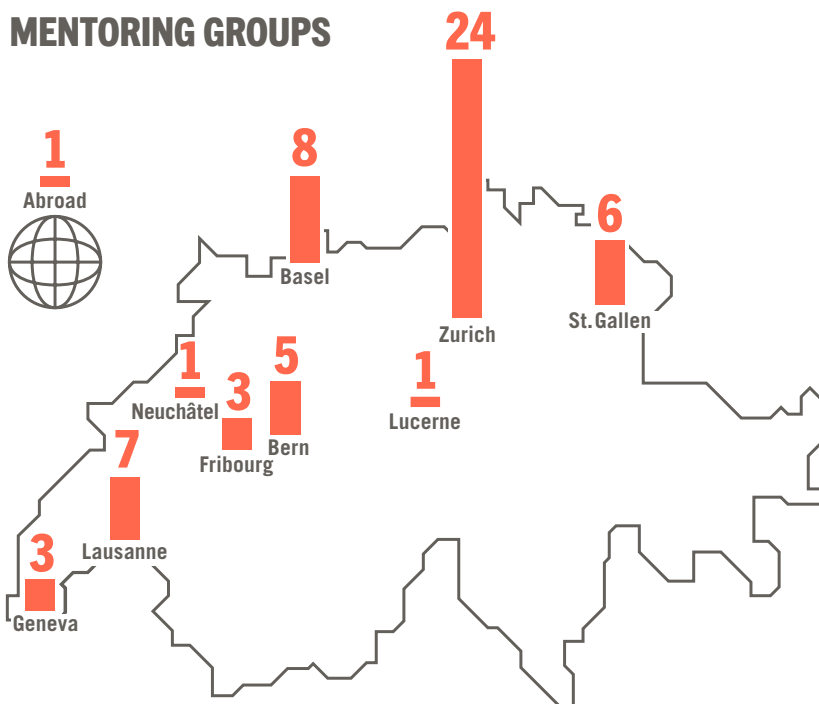 MENTORING GROUPS
24
1
Abroad
8
Basel
6
St. Gallen
Zurich
1
Neuchâtel
3
Fribourg
5
Bern
1
Lucerne
7
Lausanne
3
Geneva